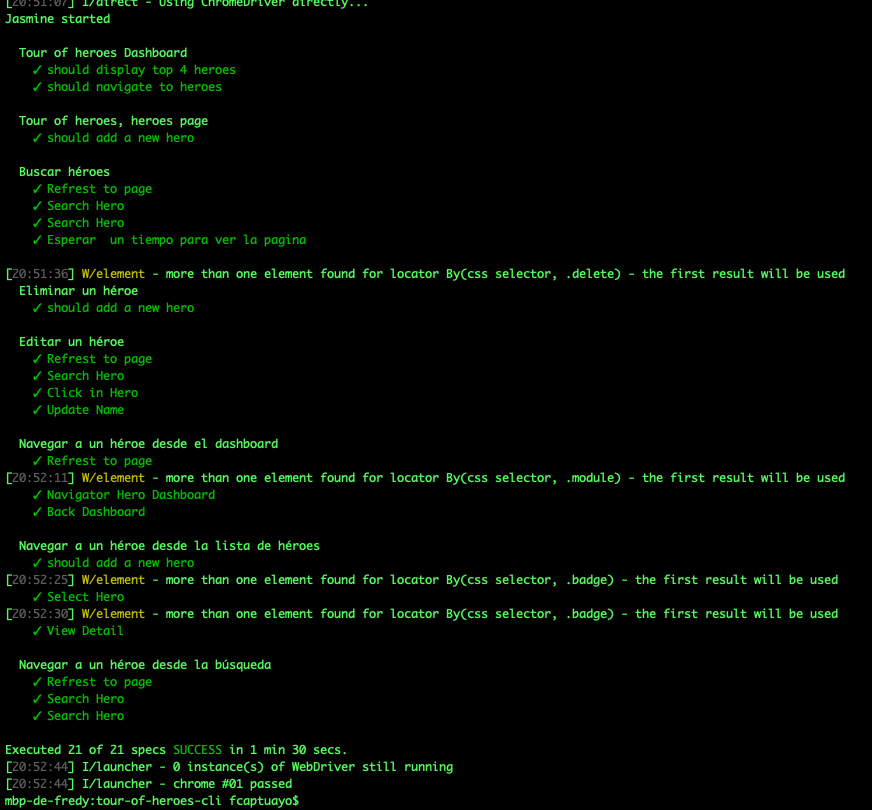 [20:51:07] I/direct - Using ChromeDriver directly...
Jasmine started
Tour of heroes Dashboard
✓ should display top 4 heroes
✓ should navigate to heroes
Tour of heroes, heroes page
✓ should add a new hero
Buscar héroes
✓ Refrest to page
✓ Search Hero
✓ Search Hero
✓ Esperar  un tiempo para ver la pagina
[20:51:36] W/element - more than one element found for locator By(css selector, .delete) - the first result will be used
Eliminar un héroe
✓ should add a new hero
Editar un héroe
✓ Refrest to page
✓ Search Hero
✓ Click in Hero
✓ Update Name
Navegar a un héroe desde el dashboard
✓ Refrest to page
[20:52:11] W/element - more than one element found for locator By(css selector, .module) - the first result will be used
✓ Navigator Hero Dashboard
✓ Back Dashboard
Navegar a un héroe desde la lista de héroes
✓ should add a new hero
[20:52:25] W/element - more than one element found for locator By(css selector, .badge) - the first result will be used
✓ Select Hero
[20:52:30] W/element - more than one element found for locator By(css selector, .badge) - the first result will be used
✓ View Detail
Navegar a un héroe desde la búsqueda
✓ Refrest to page
✓ Search Hero
✓ Search Hero
Executed 21 of 21 specs SUCCESS in 1 min 30 secs.
[20:52:44] I/launcher - 0 instance(s) of WebDriver still running
[20:52:44] I/launcher - chrome #01 passed
mbp-de-fredy:tour-of-heroes-cli fcaptuayo$